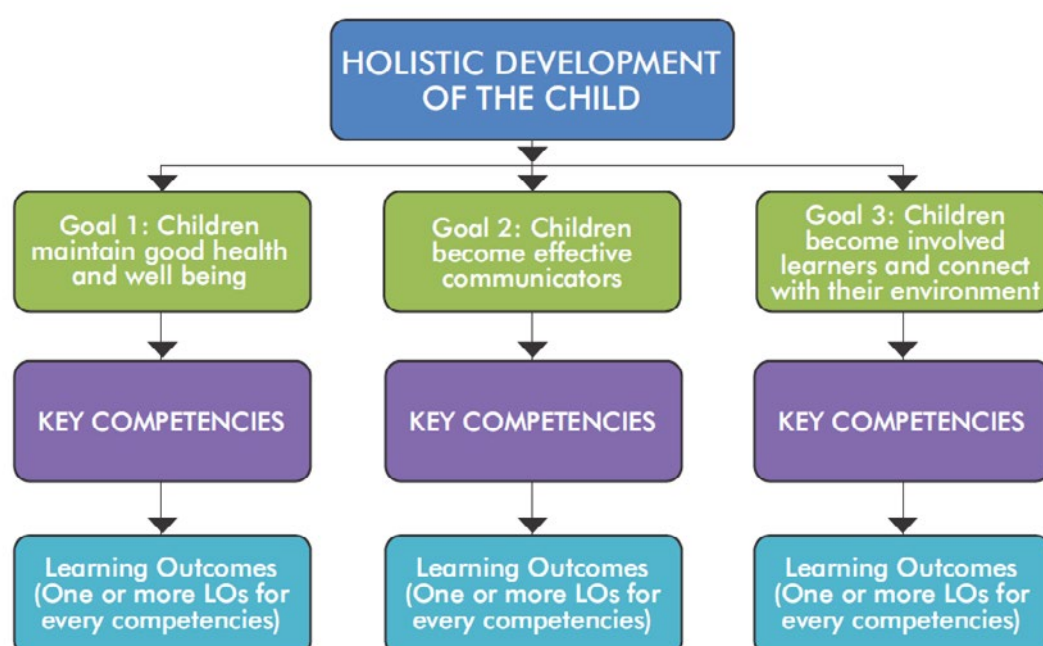 HOLISTIC DEVELOPMENT
OF THE CHILD
Goal 1: Children
maintain good health
and well being
Goal 2: Children
become effective
communicators
Goal 3: Children
become involved
learners and connect
with their environment
KEY COMPETENCIES
KEY COMPETENCIES
KEY COMPETENCIES
Learning Outcomes
(One or more LOs for
every competencies)
Learning Outcomes
(One or more LOs for
every competencies)
Learning Outcomes
(One or more LOs for
every competencies)